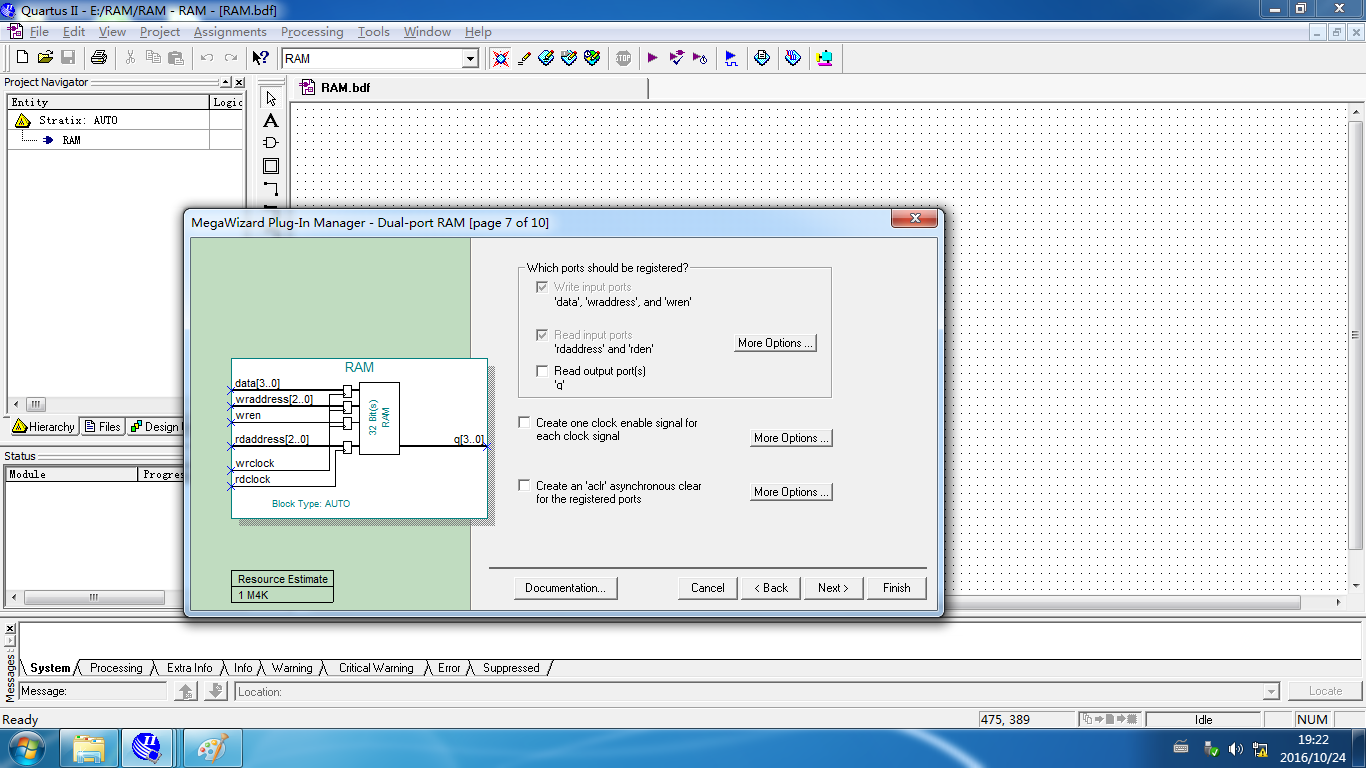 Quartus II - E:/RAM/RAM - RAM - [RAM.bdf]
File Edit View Project Assignments Processing Tools Window Help
RAM
STOP
Project Navigator
RAM.bdf
Entity Logic
Stratix: AUTO
RAM
Hierarchy Files Design
Status
Module Progres
MegaWizard Plug-In Manager - Dual-port RAM [page 7 of 10]
RAM
data[3..0]
wraddress[2..0]
wren
rdaddress[2..0]
wrclock
rdclock
32 Bit(s)
RAM
q[3..0]
Block Type: AUTO
Resource Estimate
1 M4K
Which ports should be registered?
Write input ports
'data', 'wraddress', and 'wren'
Read input ports
'rdaddress' and 'rden'
More Options ...
Read output port(s)
'q'
Create one clock enable signal for
each clock signal
More Options ...
Create an 'aclr' asynchronous clear
for the registered ports
More Options ...
Documentation... Cancel < Back Next > Finish
Messages
System Processing Extra Info Info Warning Critical Warning Error Suppressed
Message: Location: Locate
Ready 475, 389 Idle NUM
19:22
2016/10/24